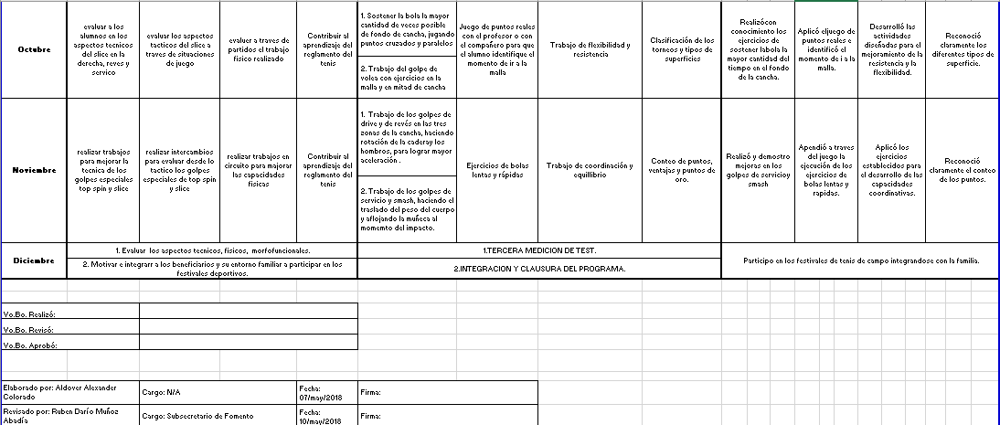 Octubre
evaluar a los
alumnos en los
aspectos tecnicos
del slice en la
derecha, reves y
servico
evaluar los aspectos
tacticos del slice a
traves de situaciones
de juego
evaluer a traves de
partidos el trabajo
físico realizado
Contribuir al
aprendizaje del
reglamento del
tenis
1. Sostener la bola la mayor
cantidad de veces posible
de fondo de cancha, jugando
puntos cruzados y paralelos
2. Trabajo del golpe de
volea con ejercicios en la
malla y en mitad de cancha
Juego de puntos reales
con el profesor o con
el compañero para que
el alumno identifique el
momento de ir a la
malla
Trabajo de flexibilidad y
resistencia
Clasificación de los
torneos y tipos de
superficies
Realizócon
conocimiento los
ejercicios de
sostener labola la
mayor cantidad del
tiempo en el fondo
de la cancha.
Aplicó eljuego de
puntos reales e
identificó el
momento de i a la
malla.
Desarrolló las
actividades
diseñadas para el
mejoramiento de la
resistencia y la
flexibilidad.
Reconoció
claramente los
diferentes tipos de
superficie.
Noviembre
realizar trabajos
para mejorar la
tecnica de los
golpes especiales
top spin y slice
realizar intercambios
para evaluar desde lo
tactico los golpes
especiales de top spin
y slice
realizar trabajos en
circuito para majorar
las capacidades
fisicas
Contribuir al
aprendizaje del
reglamento del
tenis
1. Trabajo de los golpes de
drive y de revés en las tres
zonas de la cancha, haciendo
rotación de la caderay los
hombros, para lograr mayor
aceleración .
2. Trabajo de los golpes de
servicio y smash, haciendo el
traslado del peso del cuerpo
y aflojando la muñeca al
momento del impacto.
Ejercicios de bolas
lentas y rápidas
Trabajo de coordinación y
equilibrio
Conteo de puntos,
ventajas y puntos de
oro.
Realizó y demostro
mejoras en los
golpes de servicioy
smash
Apendió a traves
del juego la
ejecución de los
ejercicios de
bolas lentas y
rapidas.
Aplicó los
ejercicios
establecidos para
el desarrollo de las
capacidades
coordinativas.
Reconoció
claramente el conteo
de los puntos.
Diciembre
1. Evaluar los aspectos tecnicos, fisicos, morfofuncionales.
2. Motivar e integrarr a los beneficiarios y su entorno familiar a participar en los
festivales deportivos.
1.TERCERA MEDICION DE TEST.
2.INTEGRACION Y CLAUSURA DEL PROGRAMA.
Participo en los festivales de tenis de campo integrandose con la familia.
Vo.Bo. Realizó:
Vo.Bo. Revisó:
Vo.Bo. Aprobó:
Elaborado por: Aldover Alexander
Colorado
Cargo: N/A
Fecha:
07/may/2018
Firma:
Revisado por: Ruben Darío Muñoz
Abadía
Cargo: Subsecretario de Fomento
Fecha:
10/may/2018
Firma: